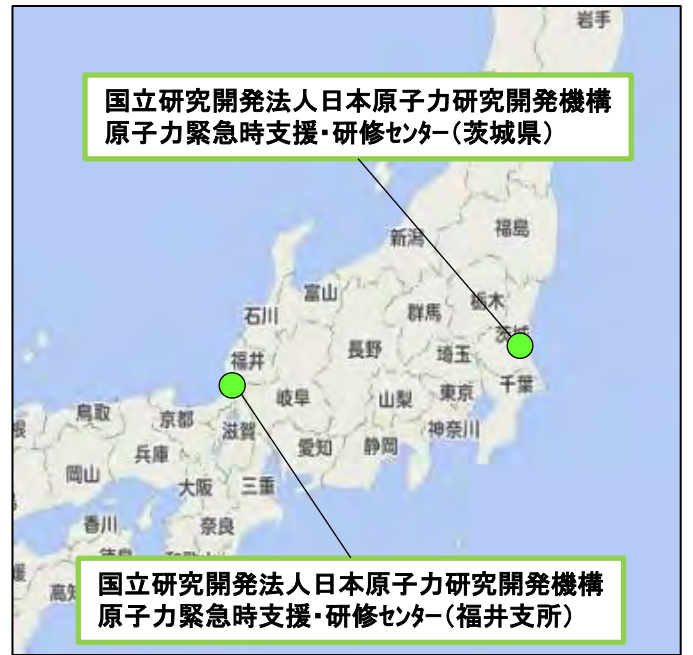 岩手
国立研究開発法人日本原子力研究開発機構
原子力緊急時支援・研修センター（茨城県）
新潟
福島
富山
石川
群馬
栃木
茨城
長野
埼玉
福井
岐阜
山梨
東京
千葉
鳥取
京都
滋賀
神奈川
兵庫
愛知
静岡
岡山
大阪
三重
香川
奈良
国立研究開発法人日本原子力研究開発機構
原子力緊急時支援・研修センター（福井支所）